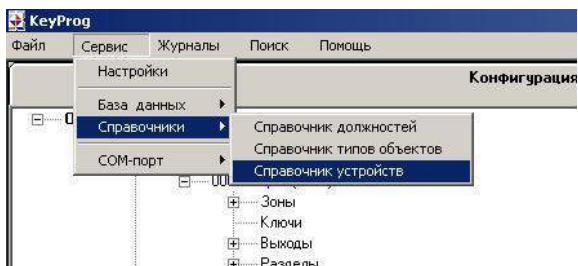 KeyProg
Файл Сервис Журналы Поиск Помощь
Настройки
Конфигурация
База данных
Справочники
Справочник должностей
Справочник типов объектов
COM-порт
Справочник устройств
Зоны
Ключи
Выходы
Разделы